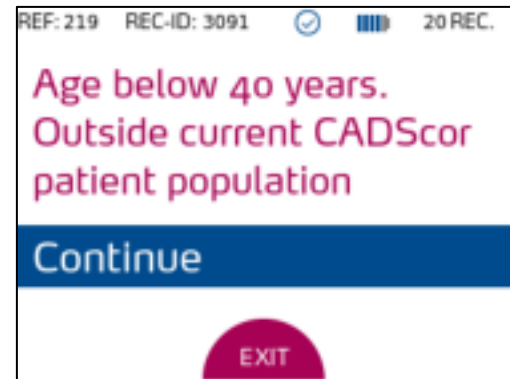 REF: 219 REC-ID: 3091 20 REC.
Age below 40 years.
Outside current CADScor
patient population
Continue
EXIT